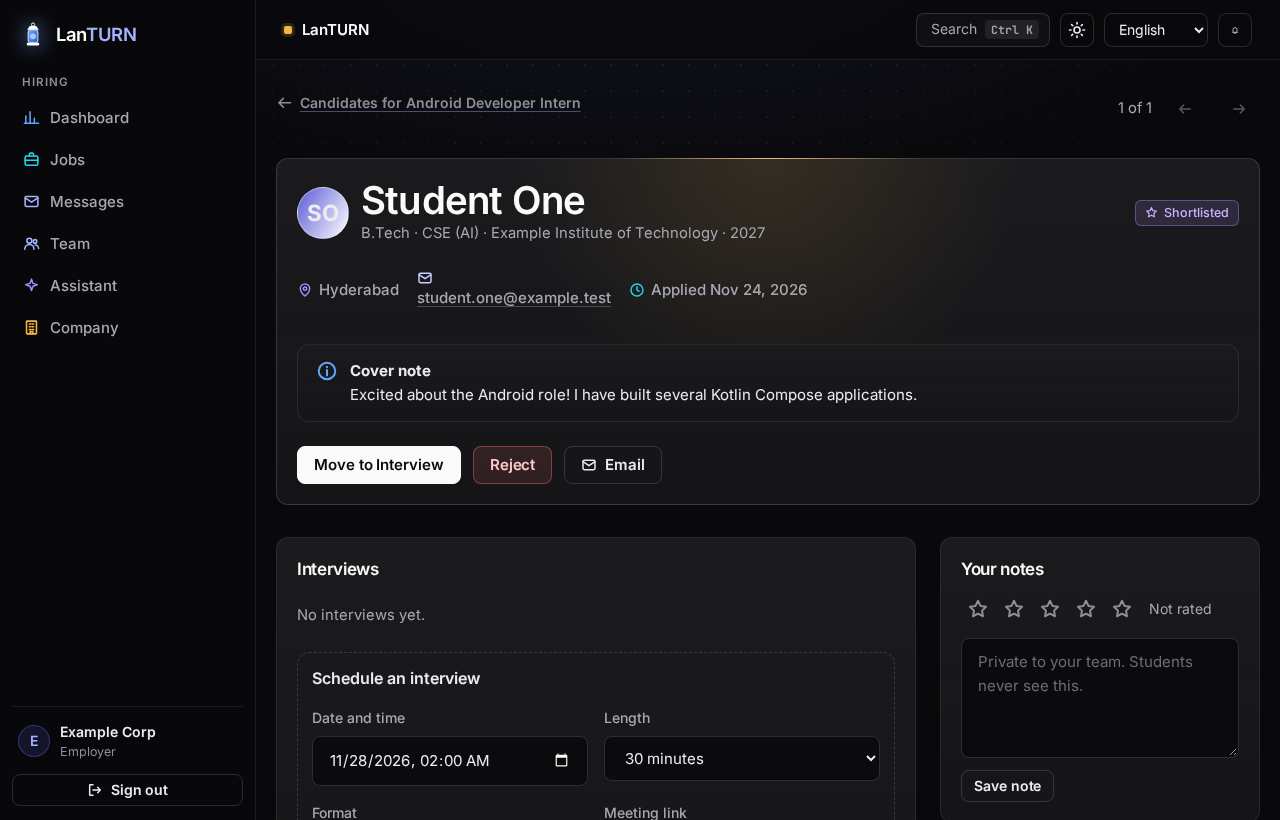 LanTURN
HIRING
Dashboard
Jobs
Messages
Team
Assistant
Company
Example Corp
E
Employer
Sign out
LanTURN
Search Ctrl K
English
Candidates for Android Developer Intern
1 of 1
SO
Student One
B.Tech · CSE (AI) · Example Institute of Technology · 2027
Shortlisted
Hyderabad
student.one@example.test
Applied Nov 24, 2026
Cover note
Excited about the Android role! I have built several Kotlin Compose applications.
Move to Interview
Reject
Email
Interviews
No interviews yet.
Schedule an interview
Date and time
Length
11/28/2026, 02:00 AM
30 minutes
Format
Meeting link
Your notes
Not rated
Private to your team. Students
never see this.
Save note